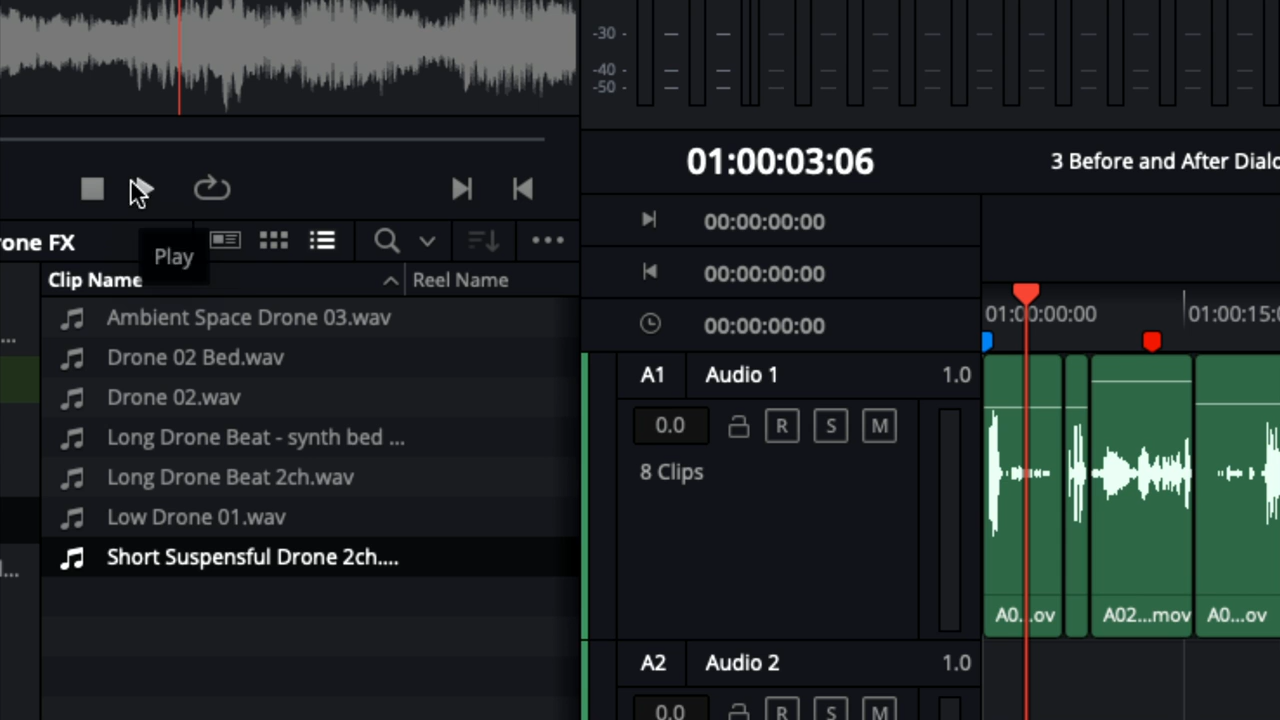 -30 -
-40 -
-50 -
01:00:03:06
3 Before and After Dialo
00:00:00:00
00:00:00:00
00:00:00:00
rone FX
Play
Clip Name
Reel Name
Ambient Space Drone 03.wav
Drone 02 Bed.wav
Drone 02.wav
Long Drone Beat - synth bed ...
Long Drone Beat 2ch.wav
Low Drone 01.wav
Short Suspensful Drone 2ch....
...
l...
01:00:00:00
01:00:15:0
A1 Audio 1 1.0
0.0 R S M
8 Clips
A0...ov
A02...mov
A0...ov
A2 Audio 2 1.0
0.0 R S M